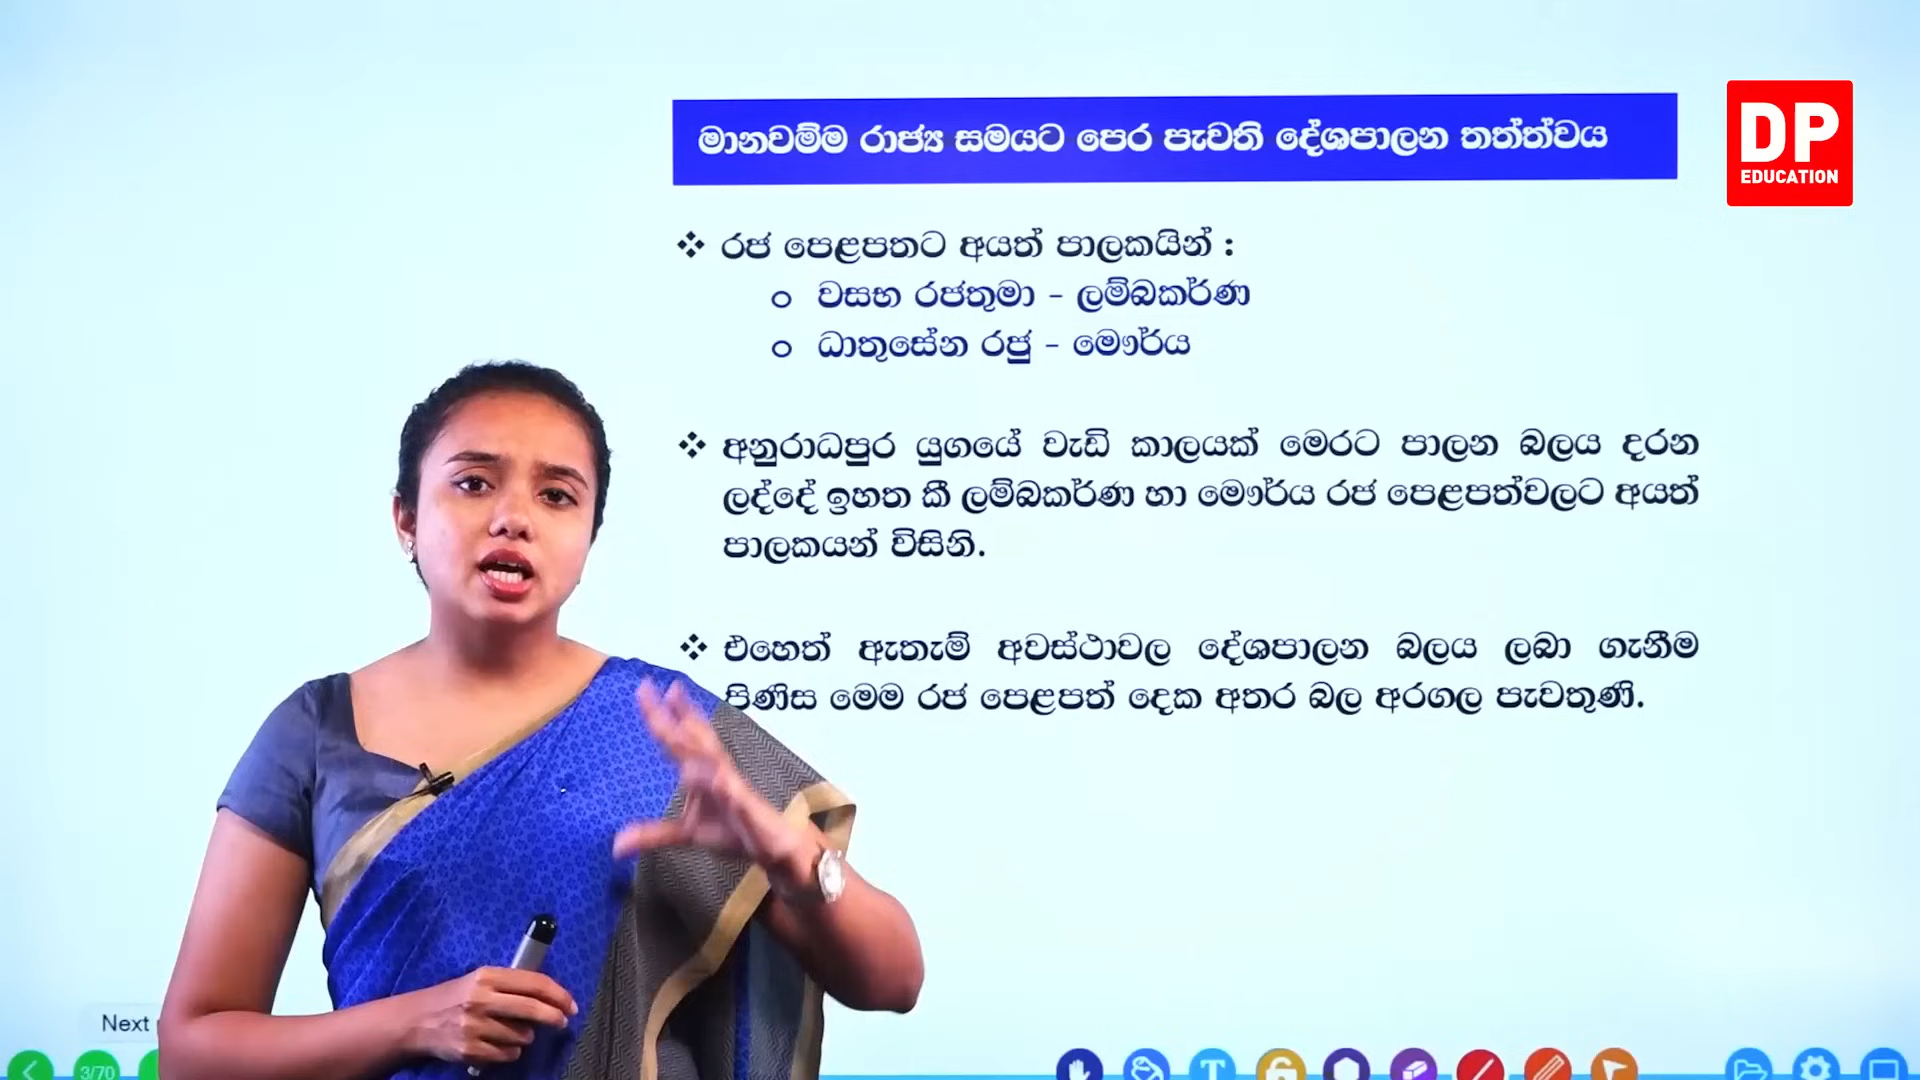 මානවම්ම රාජ්‍ය සමයට පෙර පැවති දේශපාලන තත්ත්වය
DP
EDUCATION
❖ රජ පෙළපතට අයත් පාලකයින් :
o වසභ රජතුමා - ලම්බකර්ණ
o ධාතුසේන රජු - මෞර්ය
❖ අනුරාධපුර යුගයේ වැඩි කාලයක් මෙරට පාලන බලය දරන
ලද්දේ ඉහත කී ලම්බකර්ණ හා මෞර්ය රජ පෙළපත්වලට අයත්
පාලකයන් විසිනි.
❖ එහෙත් ඇතැම් අවස්ථාවල දේශපාලන බලය ලබා ගැනීම
පිණිස මෙම රජ පෙළපත් දෙක අතර බල අරගල පැවතුණි.
Next
3/70